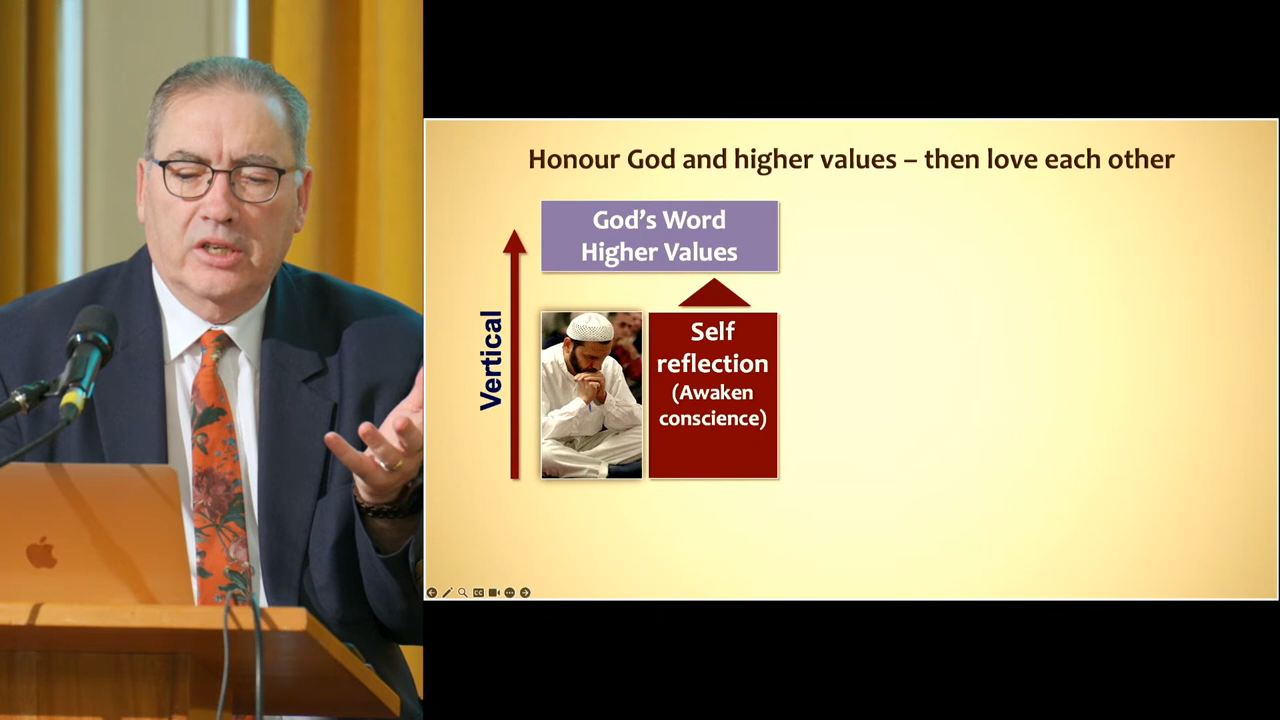 Honour God and higher values – then love each other
God’s Word
Higher Values
Vertical
Self
reflection
(Awaken
conscience)